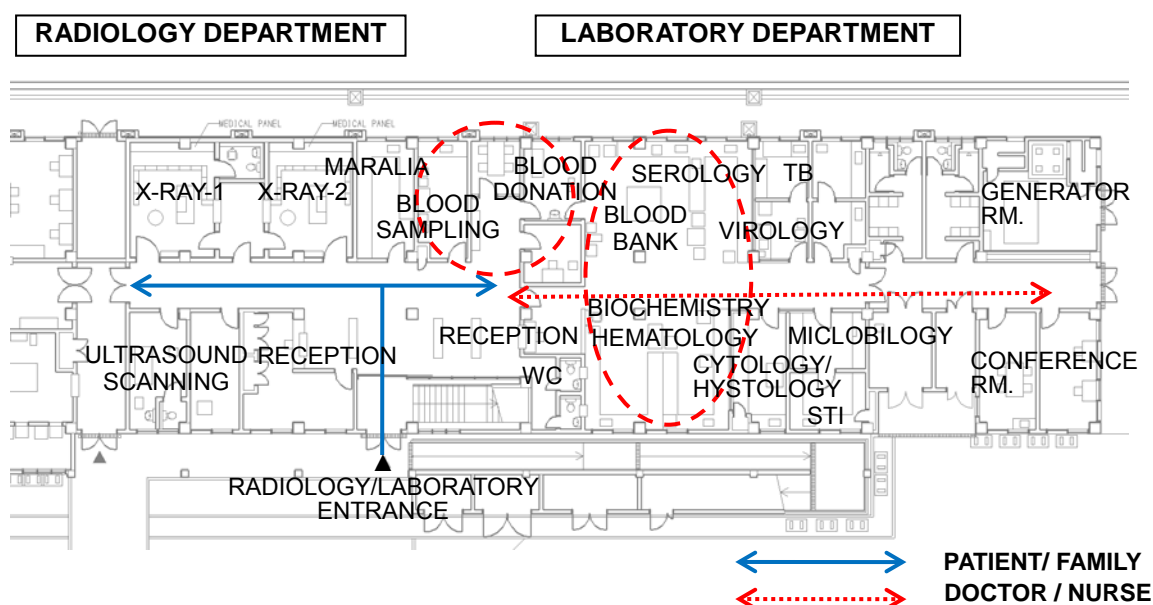 RADIOLOGY DEPARTMENT
LABORATORY DEPARTMENT
MEDICAL PANEL
MEDICAL PANEL
MARALIA
X-RAY-1
X-RAY-2
BLOOD
SAMPLING
BLOOD
DONATION
SEROLOGY
TB
BLOOD
BANK
VIROLOGY
GENERATOR
RM.
BIOCHEMISTRY
HEMATOLOGY
RECEPTION
MICLOBILOGY
ULTRASOUND
SCANNING
RECEPTION
WC
CYTOLOGY/
HYSTOLOGY
STI
CONFERENCE
RM.
RADIOLOGY/LABORATORY
ENTRANCE
PATIENT/ FAMILY
DOCTOR / NURSE